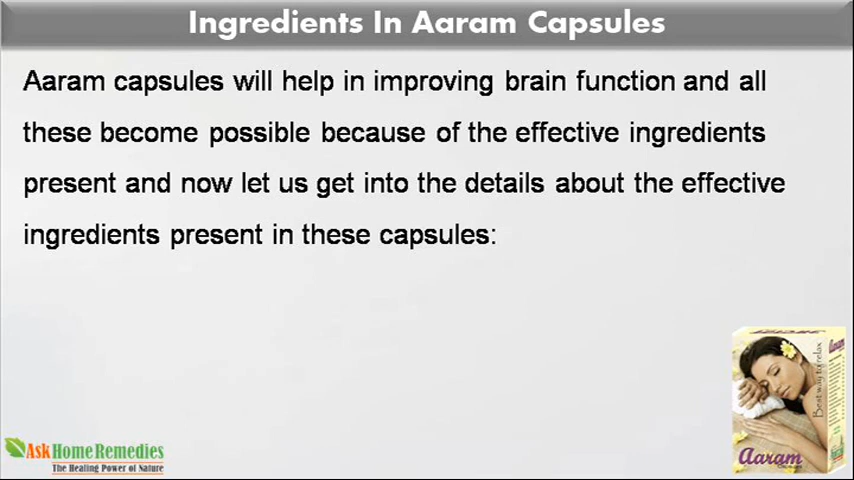 Ingredients In Aaram Capsules
Aaram capsules will help in improving brain function and all
these become possible because of the effective ingredients
present and now let us get into the details about the effective
ingredients present in these capsules:
Aaram
Best way to relax
Aaram
AskHomeRemedies
The Healing Power of Nature